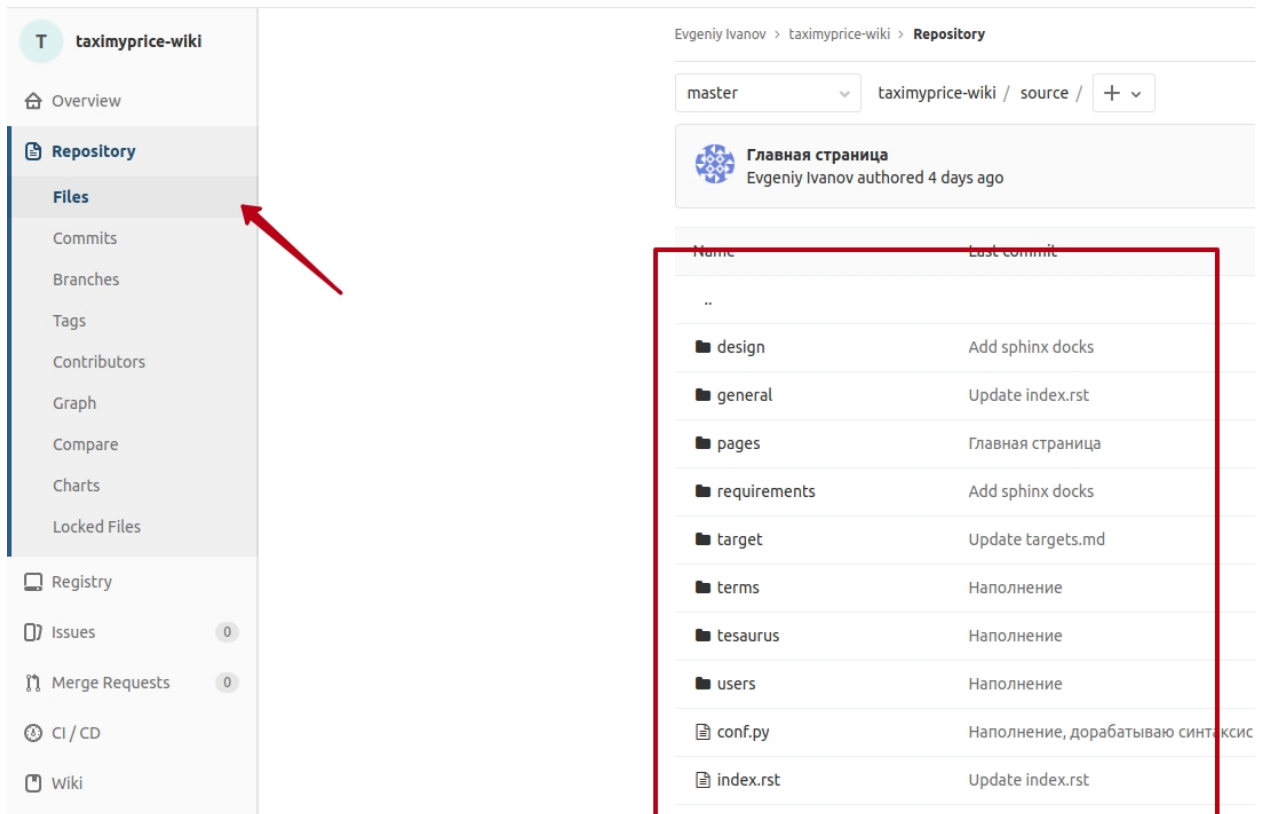 T taximyprice-wiki
Overview
Repository
Files
Commits
Branches
Tags
Contributors
Graph
Compare
Charts
Locked Files
Registry
Issues 0
Merge Requests 0
CI / CD
Wiki
Evgeniy Ivanov > taximyprice-wiki > Repository
master taximyprice-wiki / source / +
Главная страница
Evgeniy Ivanov authored 4 days ago
Name Last commit
..
design Add sphinx docks
general Update index.rst
pages Главная страница
requirements Add sphinx docks
target Update targets.md
terms Наполнение
tesaurus Наполнение
users Наполнение
conf.py Наполнение, дорабатываю синтаксис
index.rst Update index.rst